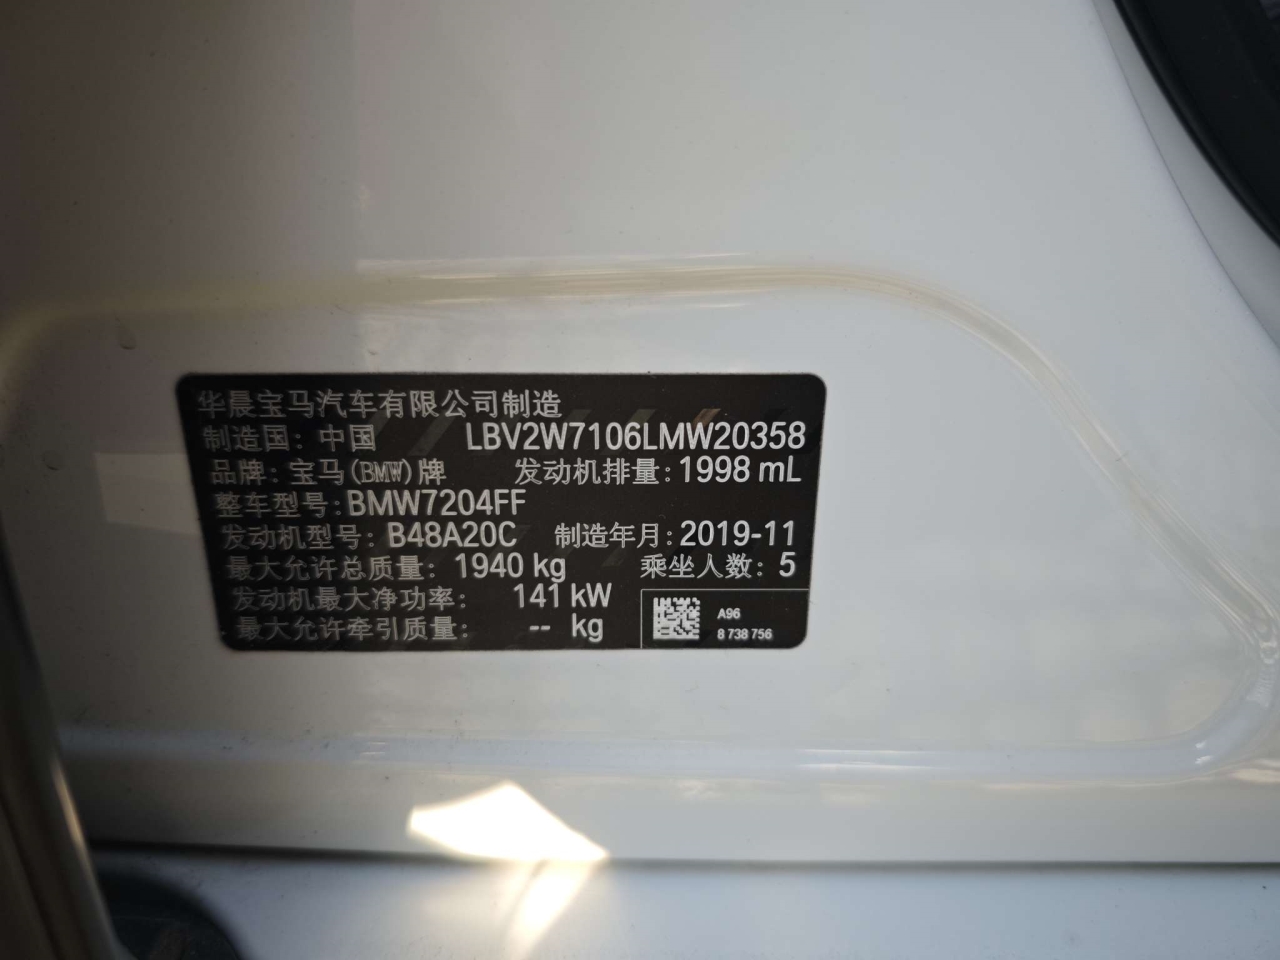 华晨宝马汽车有限公司制造
制造国: 中国 LBV2W7106LMW20358
品牌: 宝马(BMW)牌 发动机排量: 1998 mL
整车型号: BMW7204FF
发动机型号: B48A20C 制造年月: 2019-11
最大允许总质量: 1940 kg 乘坐人数: 5
发动机最大净功率: 141 kW
最大允许牵引质量: -- kg
A96
8 738 756